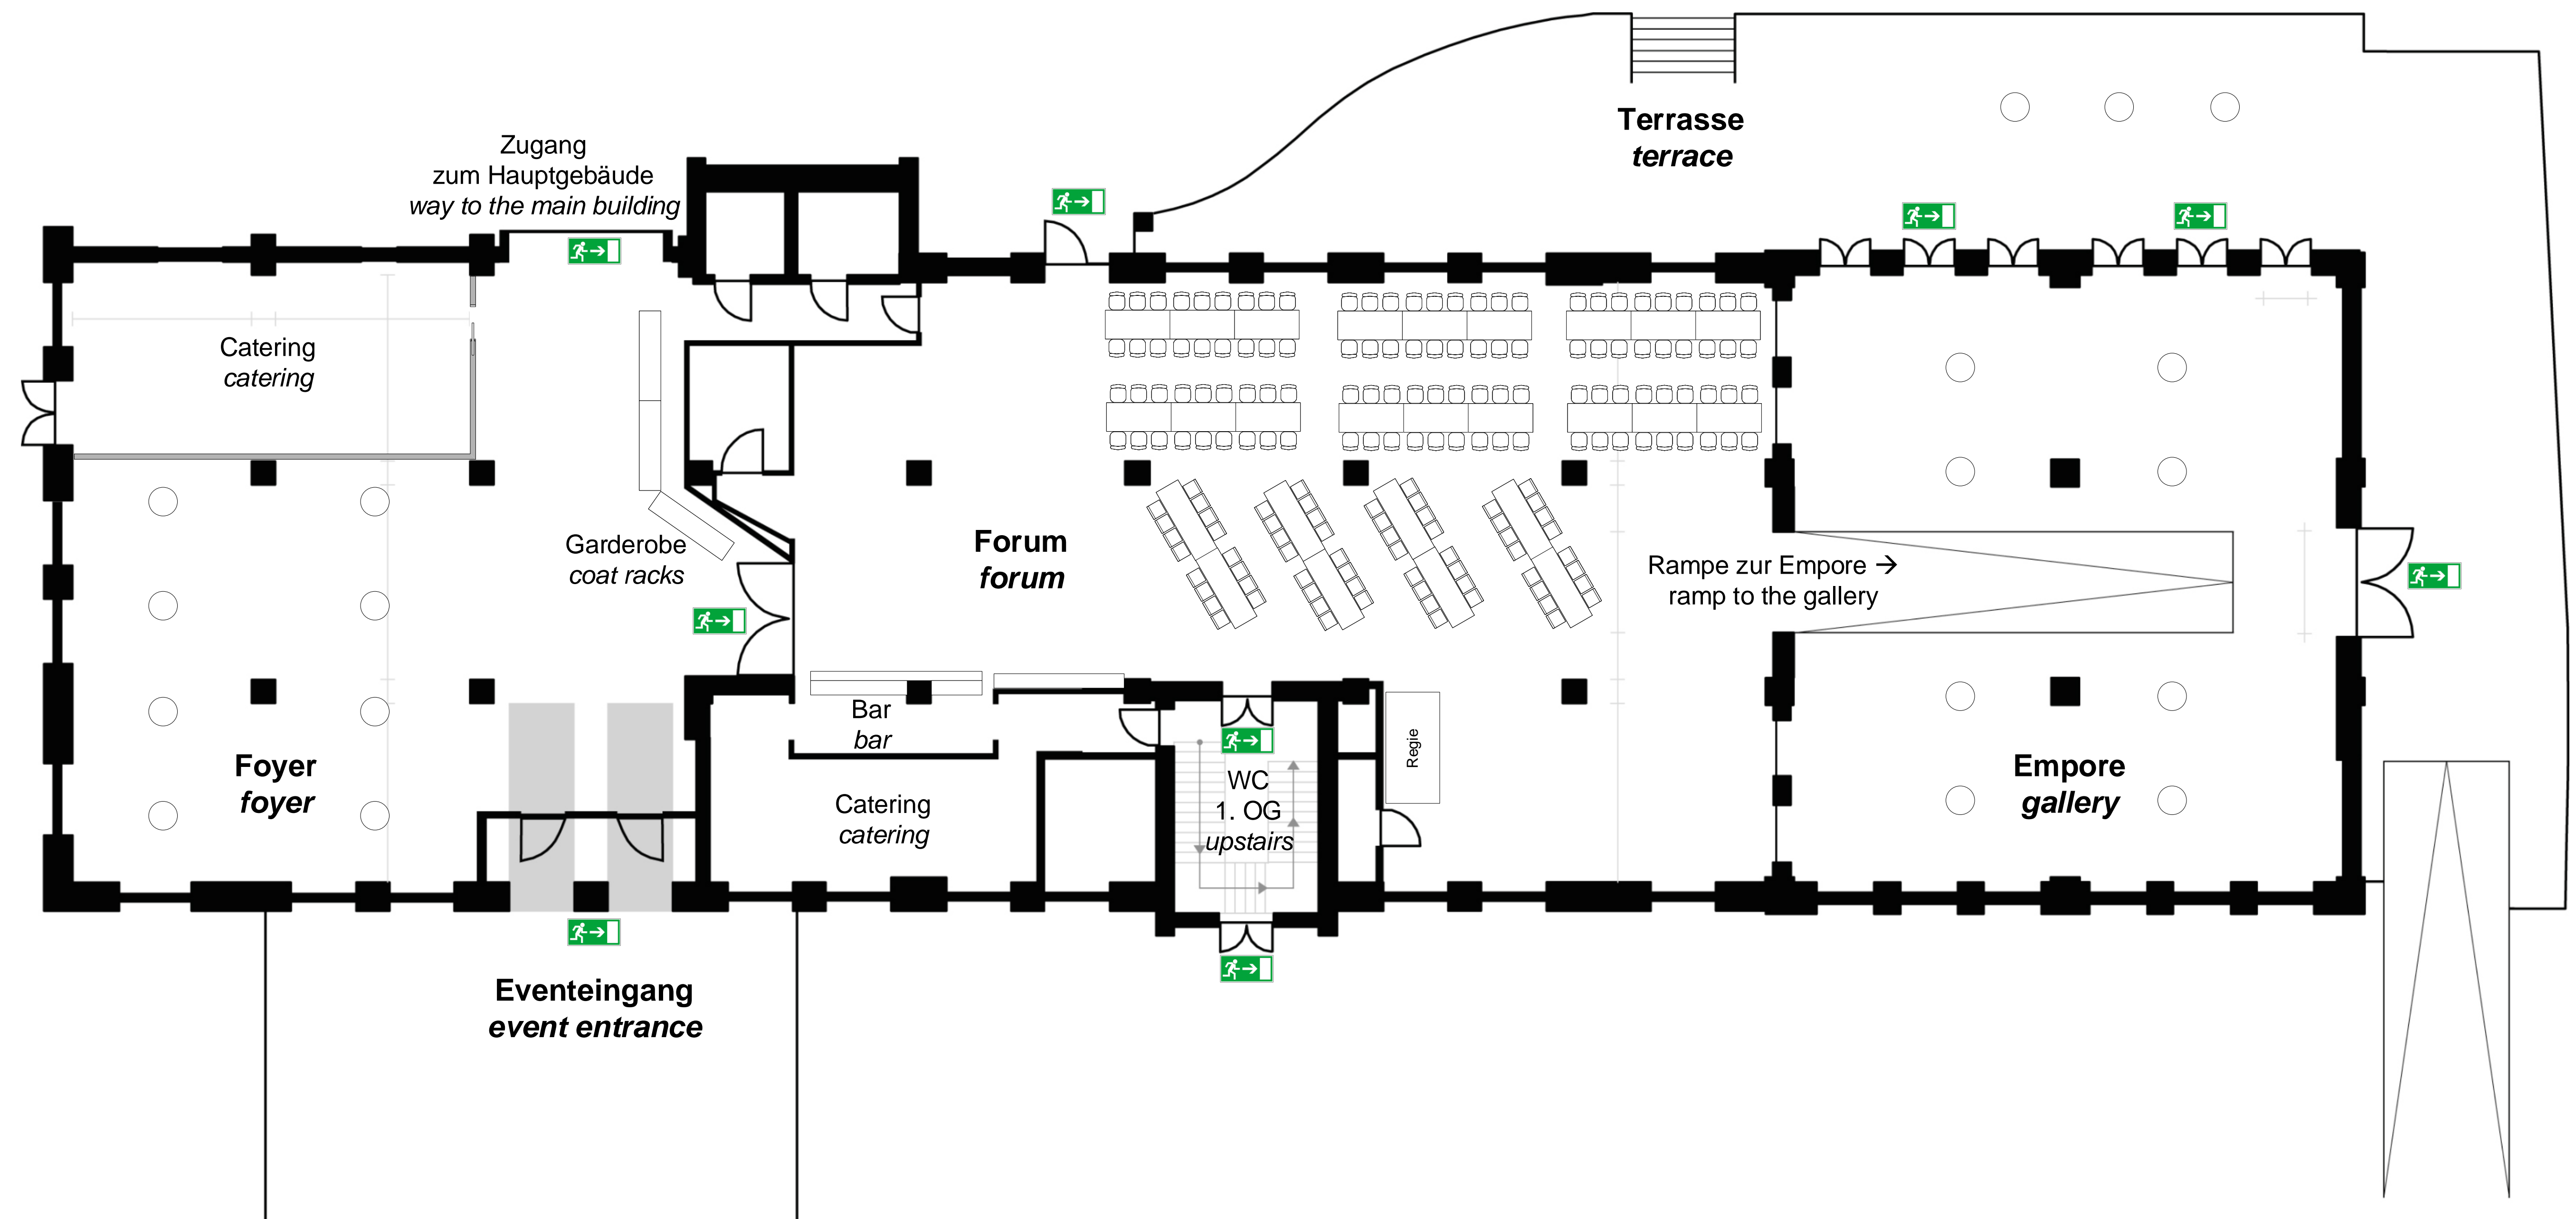 Terrasse
terrace
Zugang
zum Hauptgebäude
way to the main building
Catering
catering
Garderobe
coat racks
Forum
forum
Rampe zur Empore →
ramp to the gallery
Bar
bar
Regie
Foyer
foyer
WC
1. OG
upstairs
Catering
catering
Empore
gallery
Eventeingang
event entrance